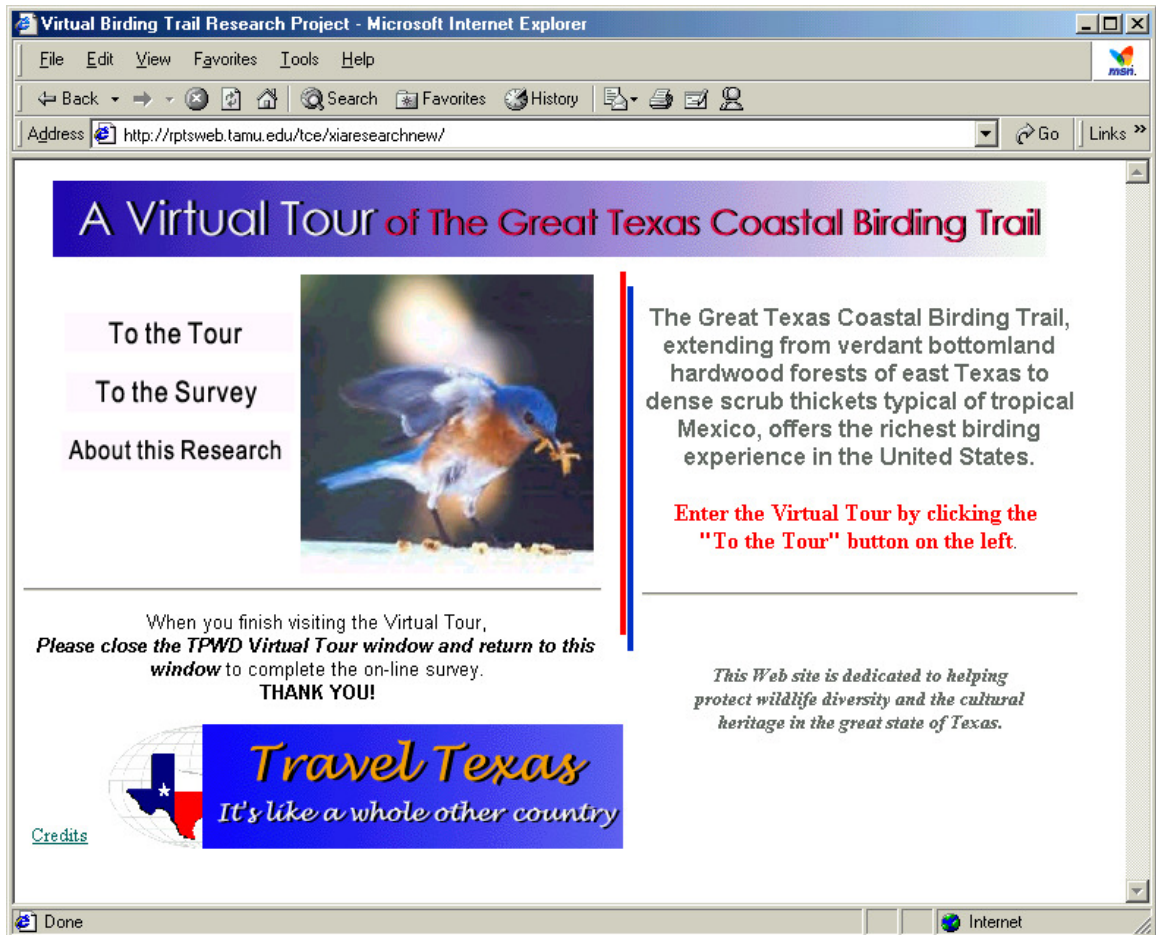 Virtual Birding Trail Research Project - Microsoft Internet Explorer
File Edit View Favorites Tools Help
msn.
Back Search Favorites History
Address http://rptsweb.tamu.edu/tce/xiaresearchnew/ Go Links »
A Virtual Tour of The Great Texas Coastal Birding Trail
To the Tour
To the Survey
About this Research
The Great Texas Coastal Birding Trail,
extending from verdant bottomland
hardwood forests of east Texas to
dense scrub thickets typical of tropical
Mexico, offers the richest birding
experience in the United States.
Enter the Virtual Tour by clicking the
"To the Tour" button on the left.
When you finish visiting the Virtual Tour,
Please close the TPWD Virtual Tour window and return to this
window to complete the on-line survey.
THANK YOU!
This Web site is dedicated to helping
protect wildlife diversity and the cultural
heritage in the great state of Texas.
Travel Texas
It's like a whole other country
Credits
Done Internet